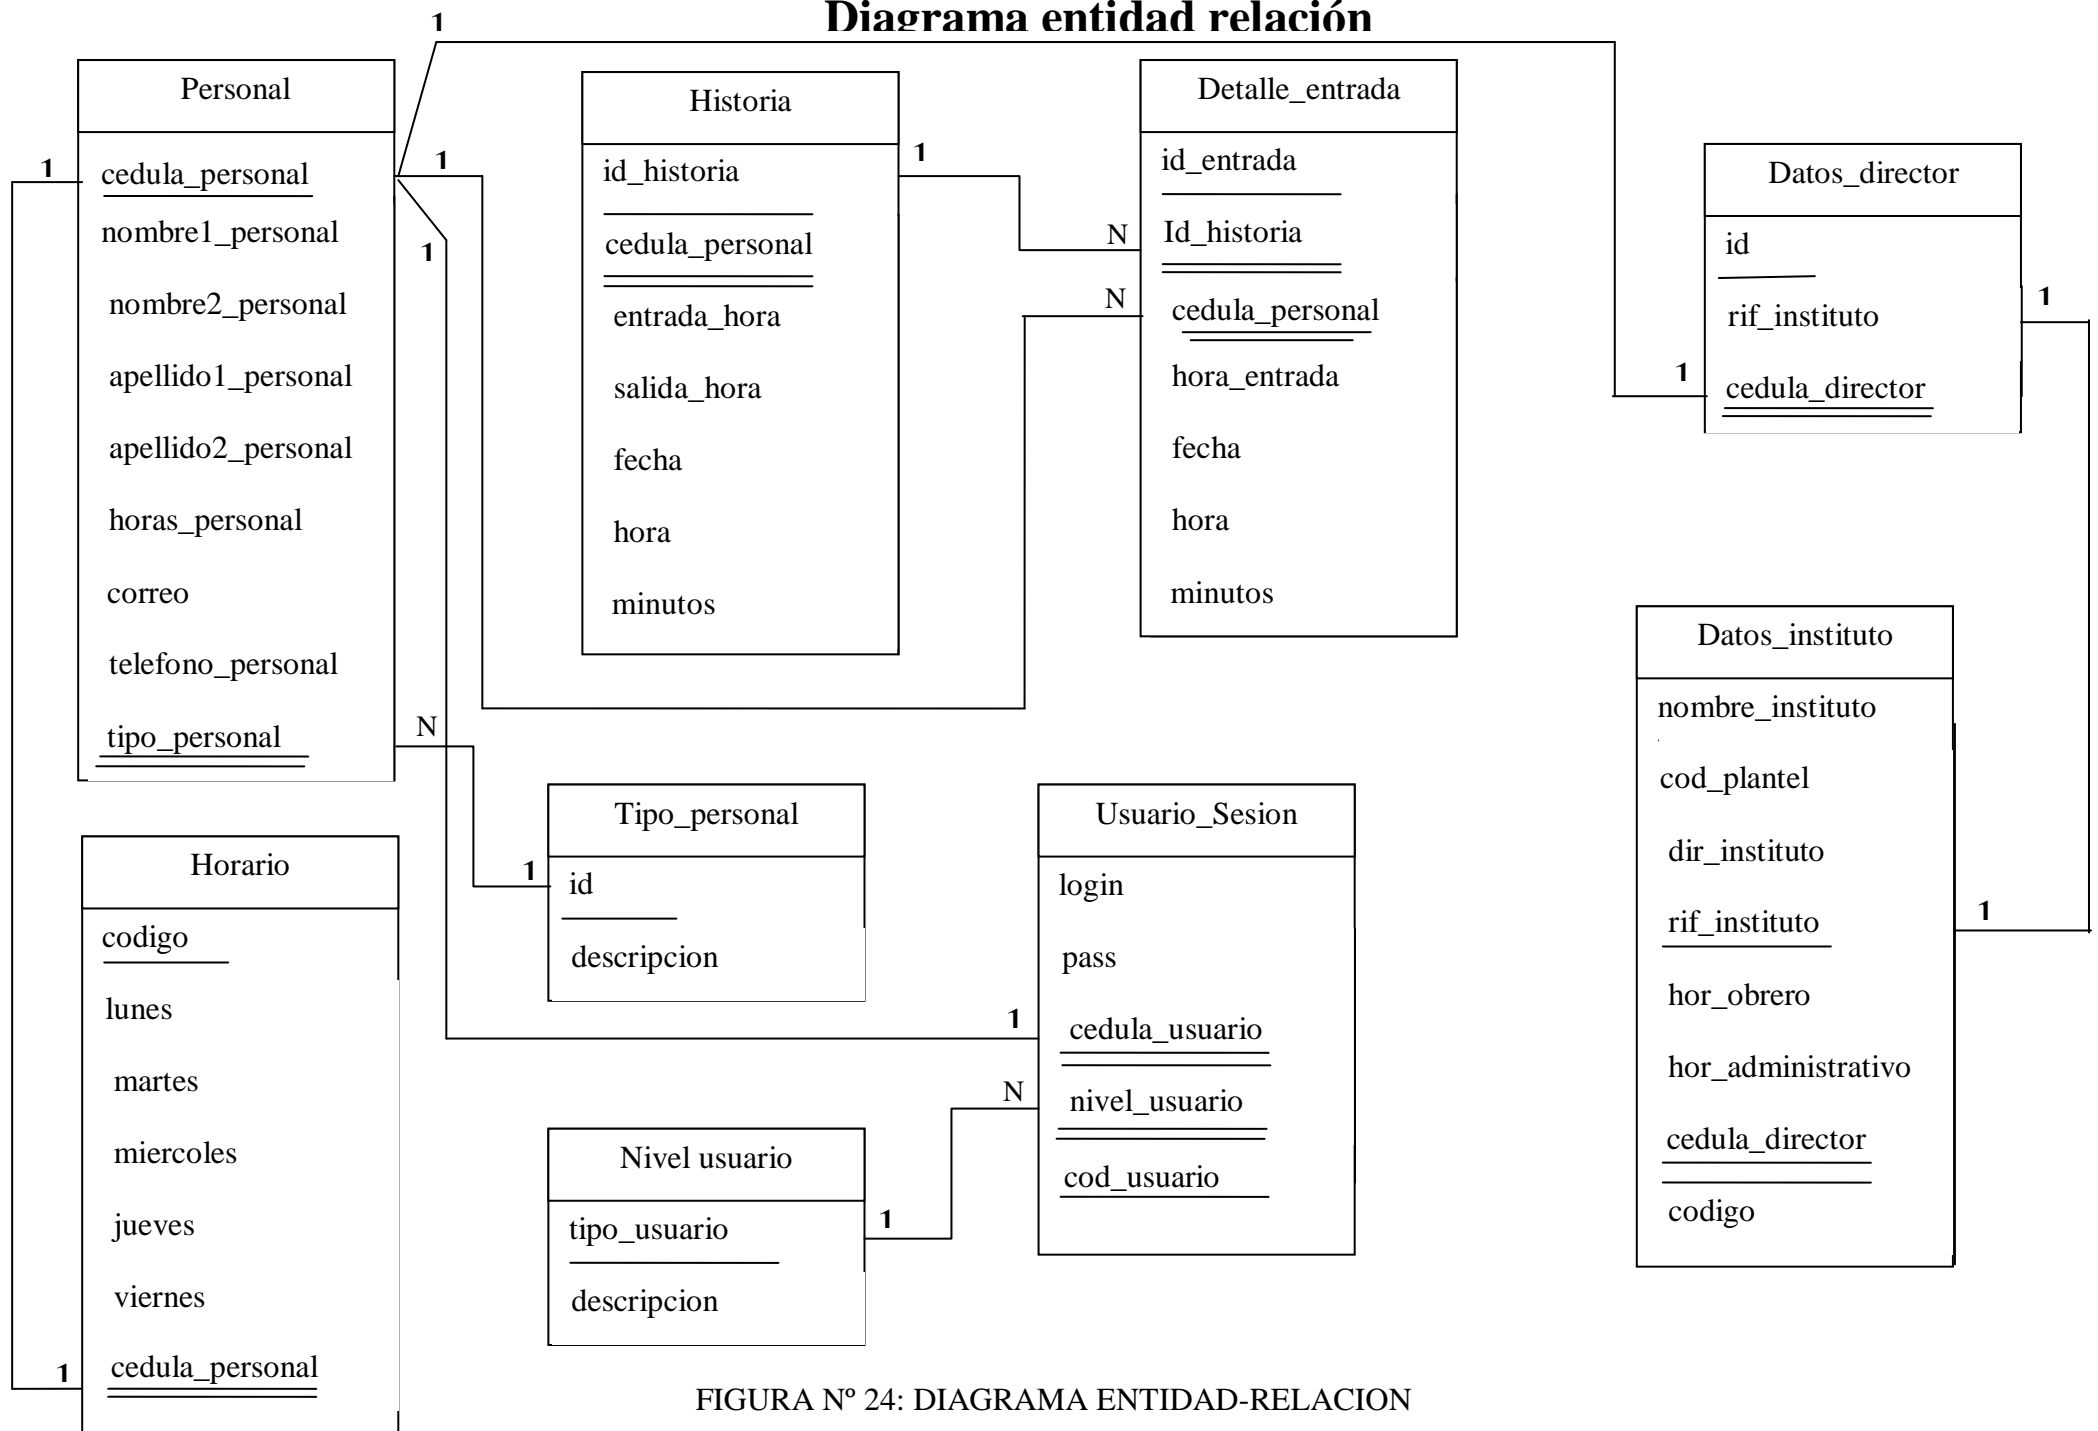 Diagrama entidad relación
1
Personal
1
cedula_personal
1
nombre1_personal
1
nombre2_personal
apellido1_personal
apellido2_personal
horas_personal
correo
telefono_personal
N
tipo_personal
Historia
id_historia
1
cedula_personal
entrada_hora
salida_hora
fecha
hora
minutos
Detalle_entrada
id_entrada
N
Id_historia
N
cedula_personal
hora_entrada
fecha
hora
minutos
Datos_director
id
1
rif_instituto
1
cedula_director
Horario
codigo
lunes
martes
miercoles
jueves
viernes
1
cedula_personal
Tipo_personal
1
id
descripcion
Nivel usuario
tipo_usuario
1
descripcion
Usuario_Sesion
login
pass
1
cedula_usuario
N
nivel_usuario
cod_usuario
Datos_instituto
nombre_instituto
cod_plantel
dir_instituto
rif_instituto
1
hor_obrero
hor_administrativo
cedula_director
codigo
FIGURA Nº 24: DIAGRAMA ENTIDAD-RELACION